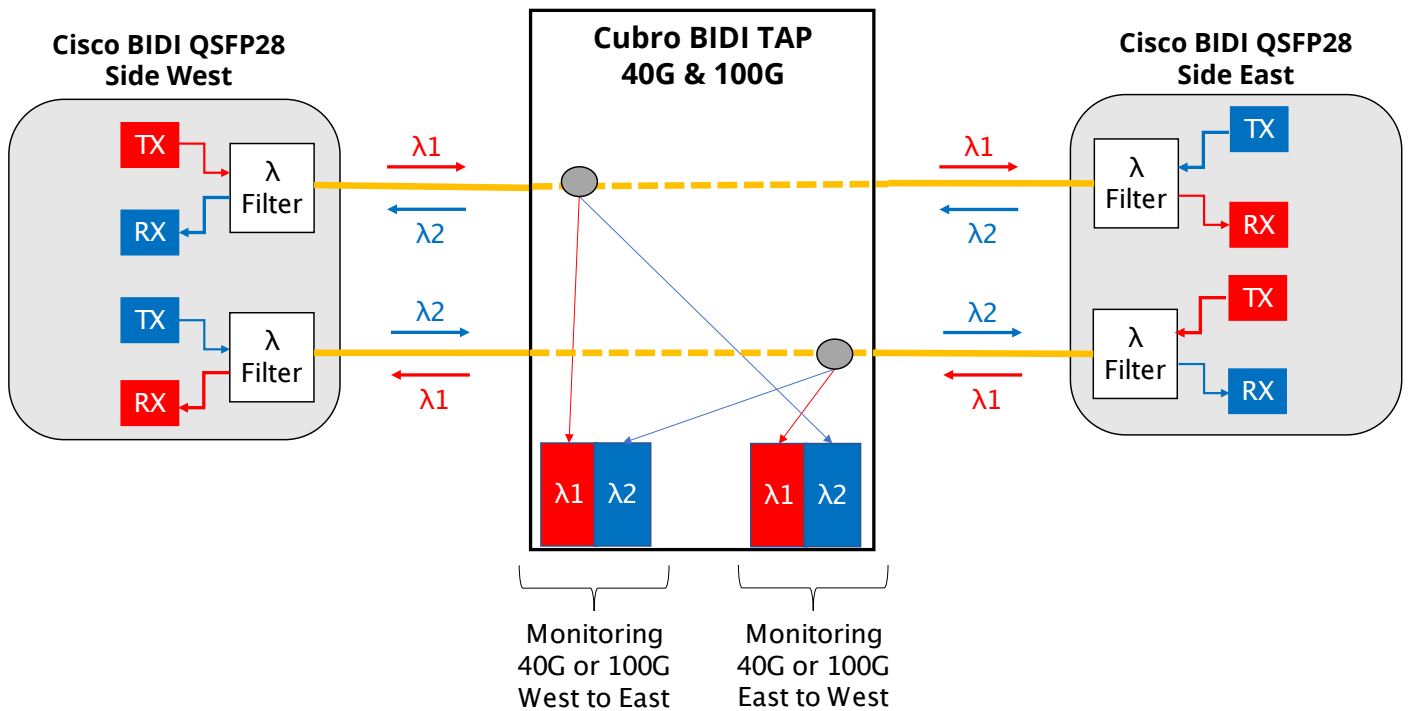 Cisco BIDI QSFP28
Side West
Cubro BIDI TAP
40G & 100G
Cisco BIDI QSFP28
Side East
TX
λ
Filter
RX
λ1
λ2
λ1
λ2
TX
λ
Filter
RX
TX
λ
Filter
RX
λ2
λ1
λ2
λ1
TX
λ
Filter
RX
λ1
λ2
λ1
λ2
Monitoring
40G or 100G
West to East
Monitoring
40G or 100G
East to West